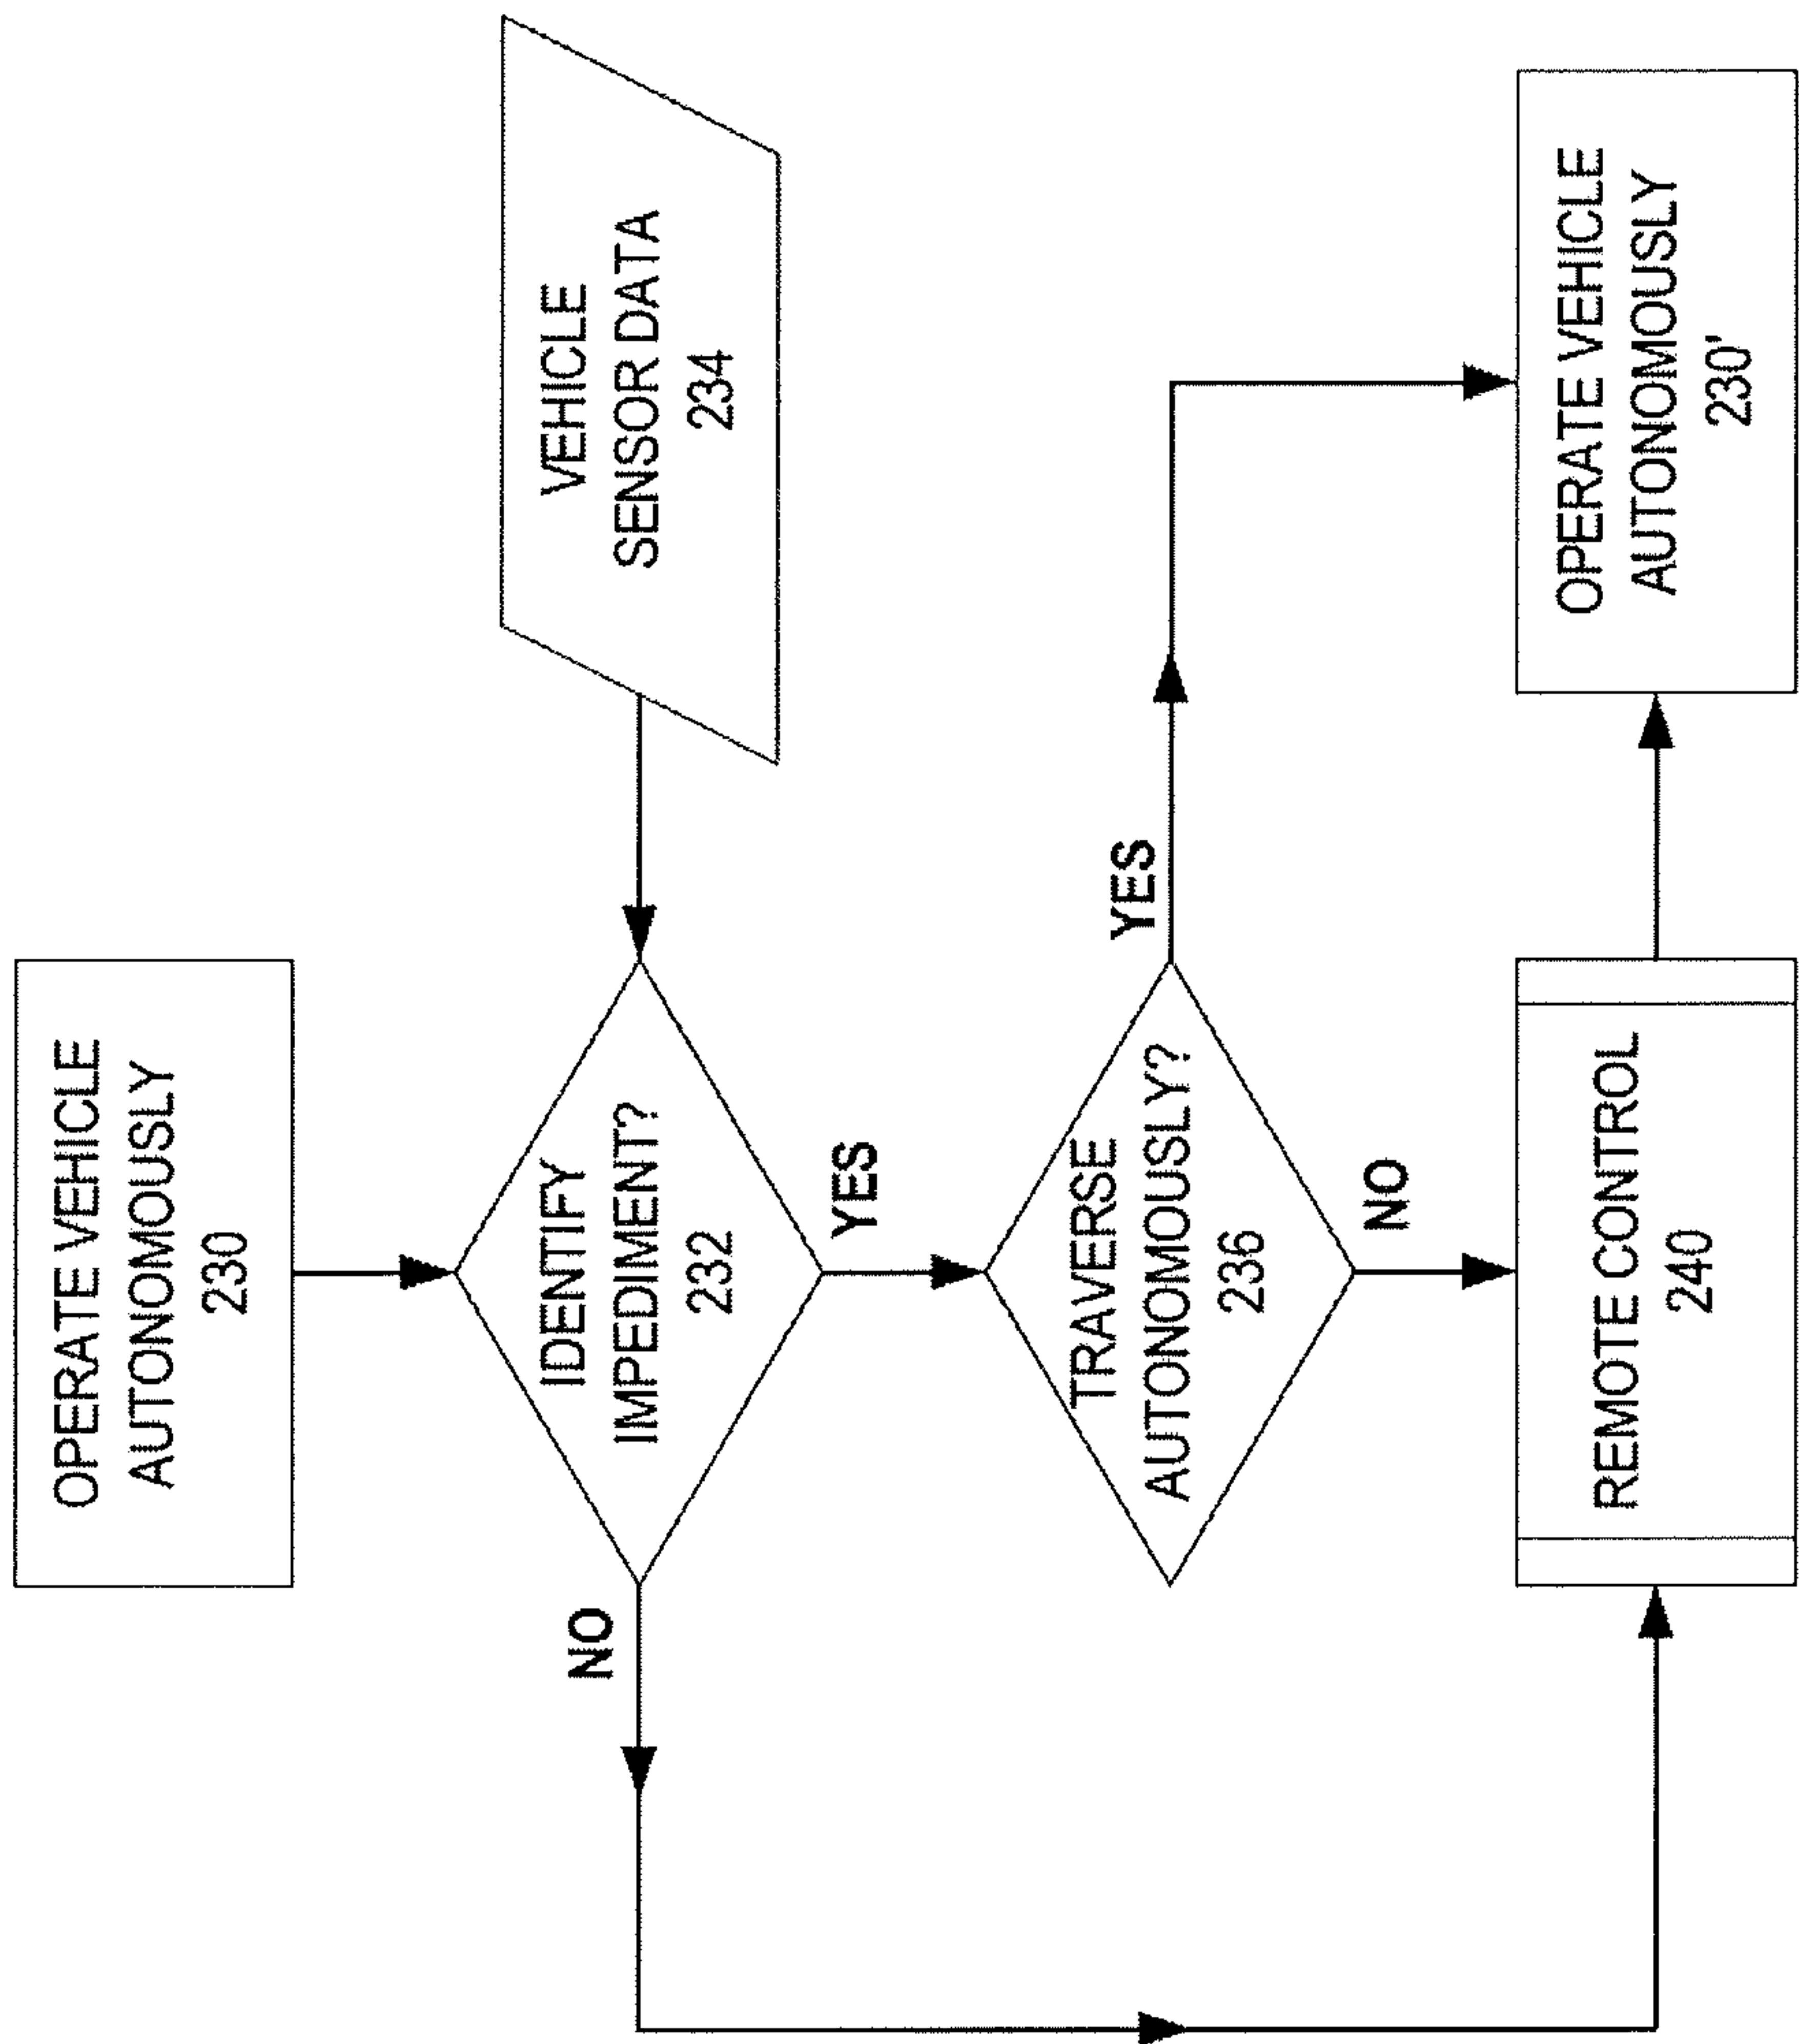 OPERATE VEHICLE
AUTONOMOUSLY
230
IDENTIFY
IMPEDIMENT?
232
NO
YES
VEHICLE
SENSOR DATA
234
TRAVERSE
AUTONOMOUSLY?
236
YES
NO
REMOTE CONTROL
240
OPERATE VEHICLE
AUTONOMOUSLY
230'